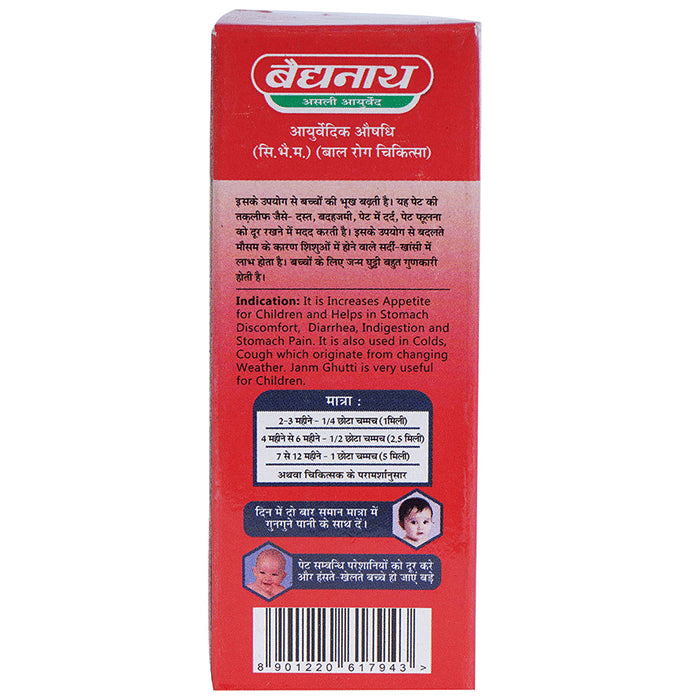 बैद्यनाथ
असली आयुर्वेद
आयुर्वेदिक औषधि
(सि.भै.म.) (बाल रोग चिकित्सा)
इसके उपयोग से बच्चों की भूख बढ़ती है। यह पेट की
तक़लीफ जैसे- दस्त, बदहजमी, पेट में दर्द, पेट फूलना
को दूर रखने में मदद करती है। इसके उपयोग से बदलते
मौसम के कारण शिशुओं में होने वाले सर्दी-खांसी में
लाभ होता है। बच्चों के लिए जन्म घुट्टी बहुत गुणकारी
होती है।
Indication: It is Increases Appetite
for Children and Helps in Stomach
Discomfort, Diarrhea, Indigestion and
Stomach Pain. It is also used in Colds,
Cough which originate from changing
Weather. Janm Ghutti is very useful
for Children.
मात्रा :
2-3 महीने - 1/4 छोटा चम्मच (1मिली)
4 महीने से 6 महीने - 1/2 छोटा चम्मच (2.5 मिली)
7 से 12 महीने - 1 छोटा चम्मच (5 मिली)
अथवा चिकित्सक के परामर्शानुसार
दिन में दो बार समान मात्रा में
गुनगुने पानी के साथ दें।
पेट सम्बन्धि परेशानियों को दूर करे
और हंसते-खेलते बच्चे हो जाएं बड़े
8 901220 617943 >